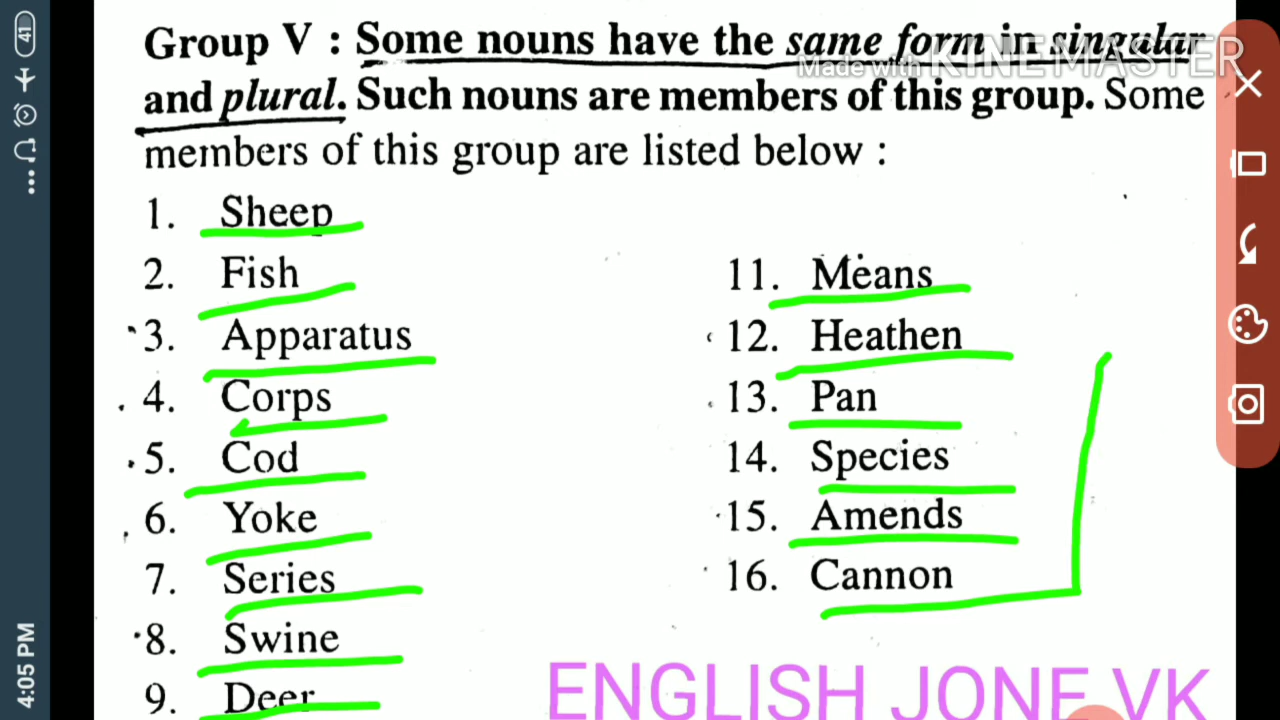 Group V : Some nouns have the same form in singular
and plural. Such nouns are members of this group. Some
members of this group are listed below :
1. Sheep
2. Fish
3. Apparatus
4. Corps
5. Cod
6. Yoke
7. Series
8. Swine
9. Deer
11. Means
12. Heathen
13. Pan
14. Species
15. Amends
16. Cannon
ENGLISH JONE VK
Made with KINEMASTER
41
4:05 PM